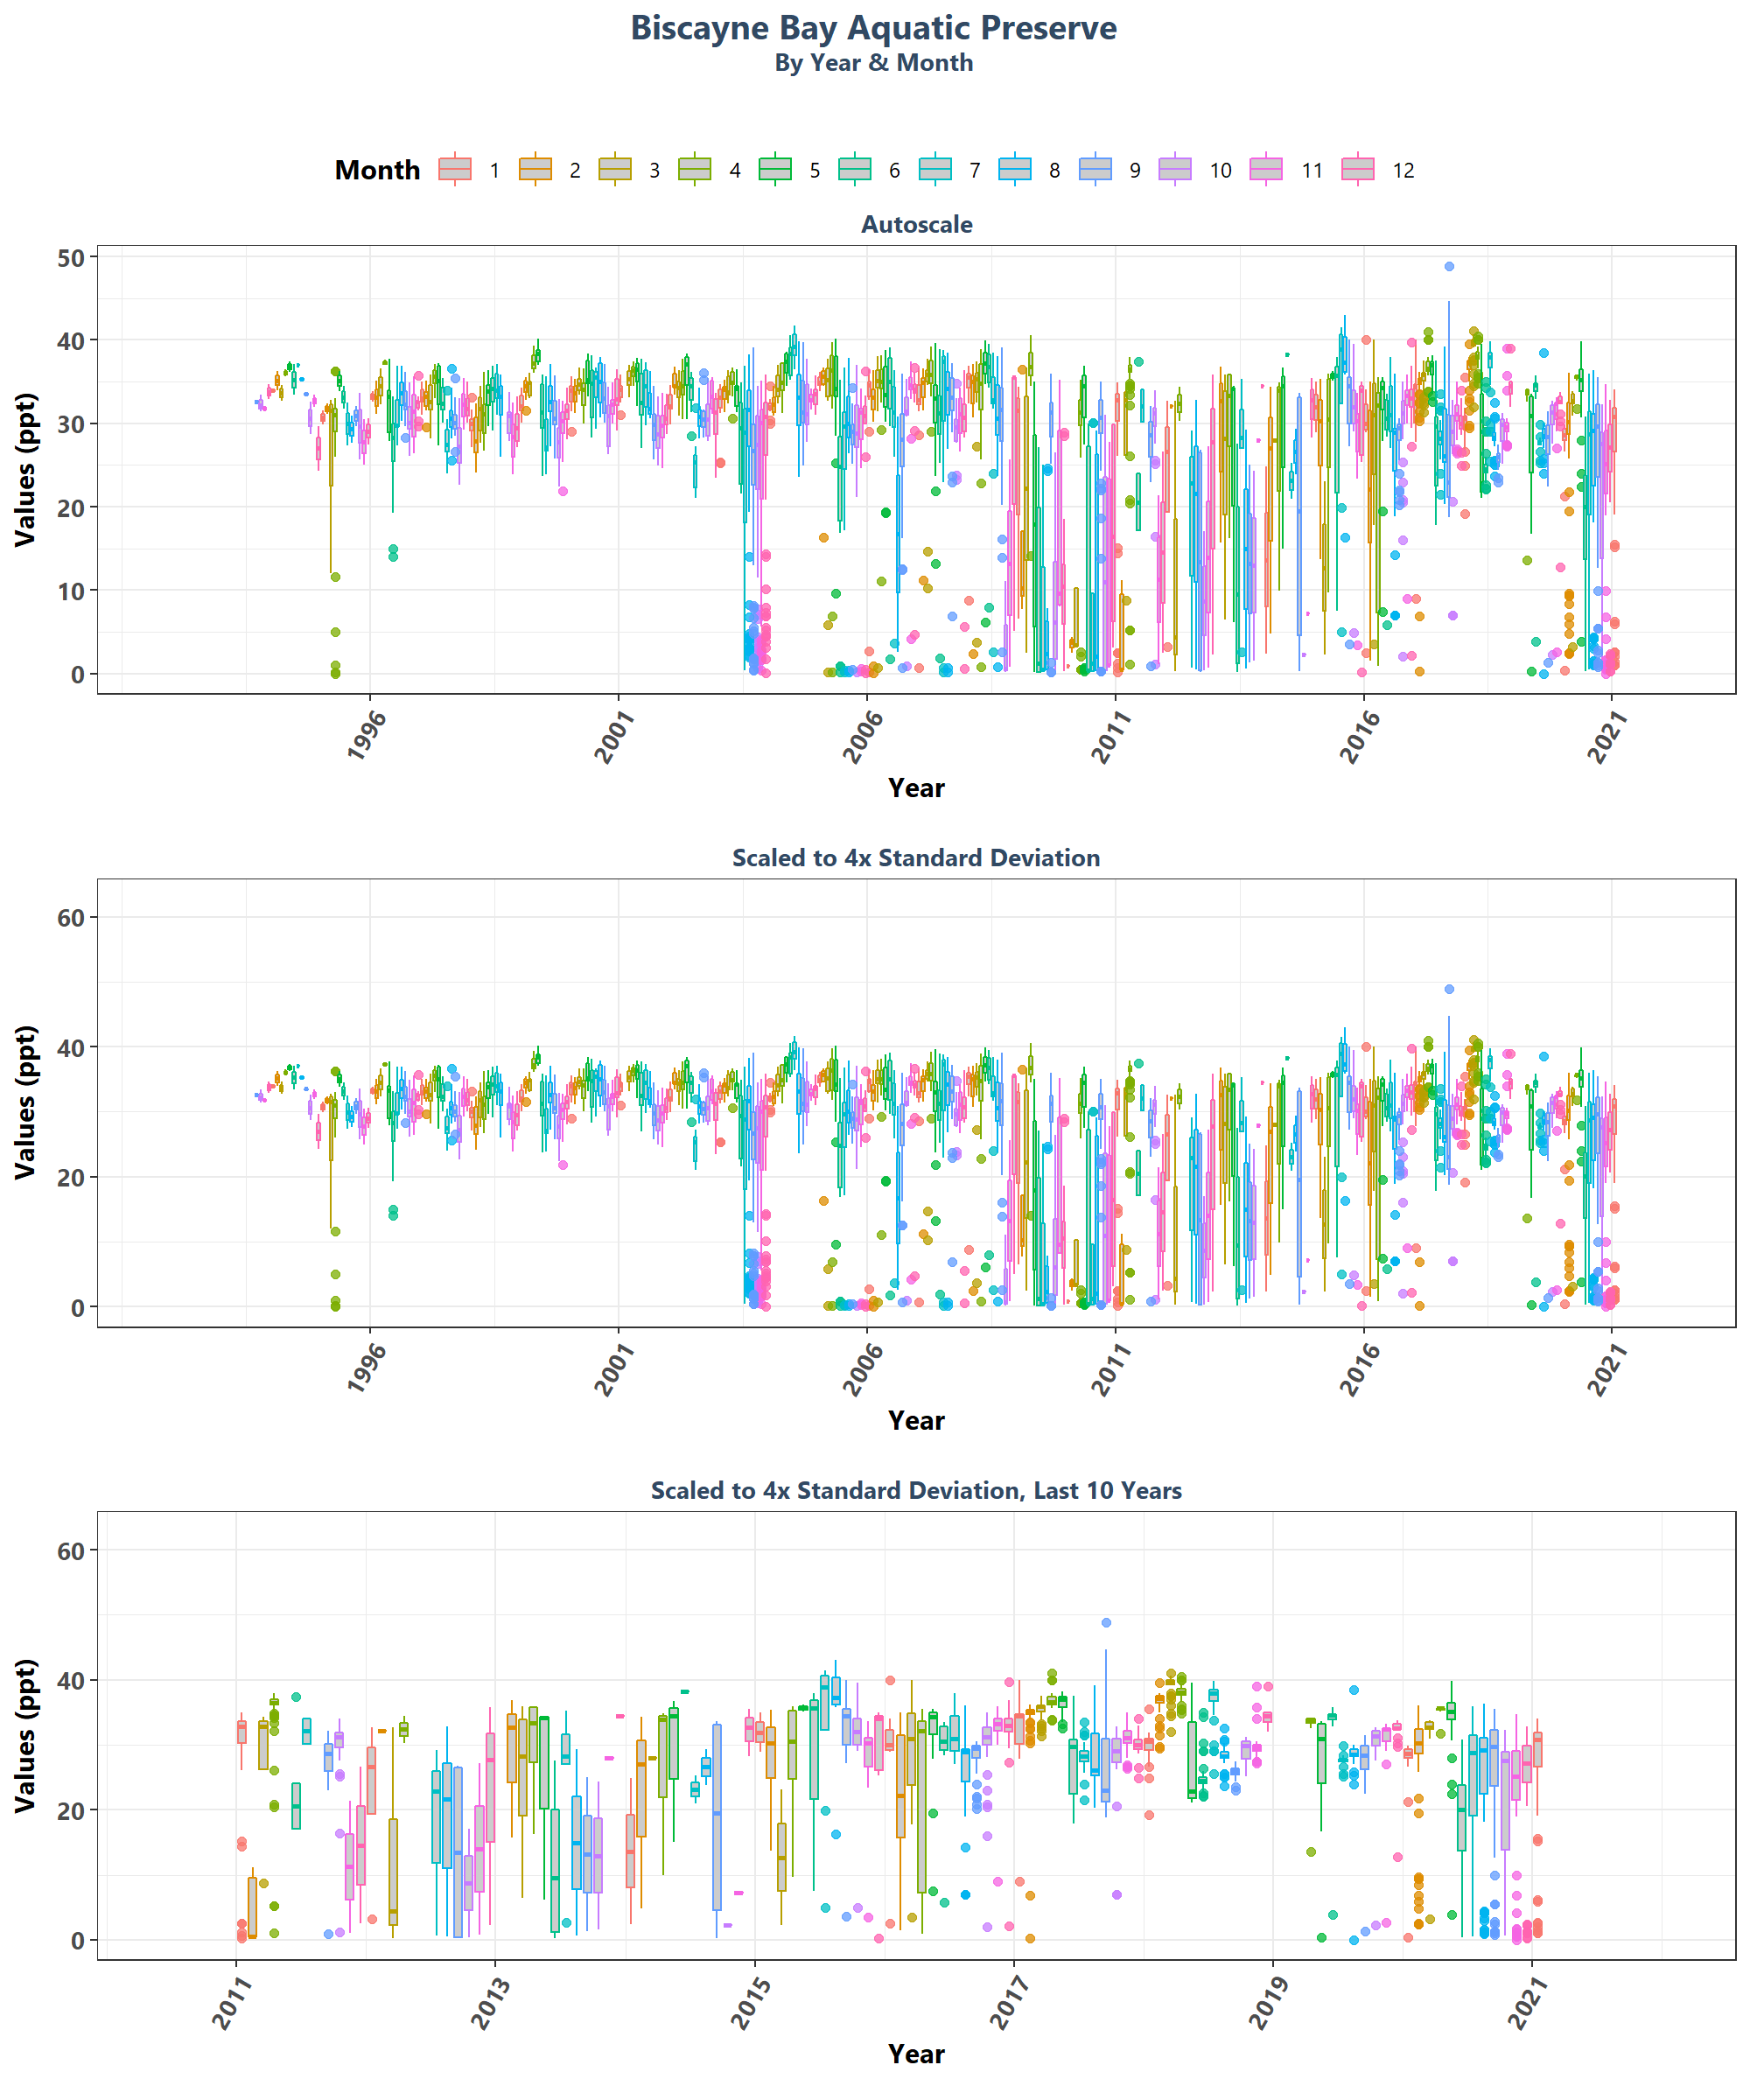 Biscayne Bay Aquatic Preserve
By Year & Month
Month 1 2 3 4 5 6 7 8 9 10 11 12
Autoscale
Values (ppt)
50
40
30
20
10
0
1996 2001 2006 2011 2016 2021
Year
Scaled to 4x Standard Deviation
Values (ppt)
60
40
20
0
1996 2001 2006 2011 2016 2021
Year
Scaled to 4x Standard Deviation, Last 10 Years
Values (ppt)
60
40
20
0
2011 2013 2015 2017 2019 2021
Year